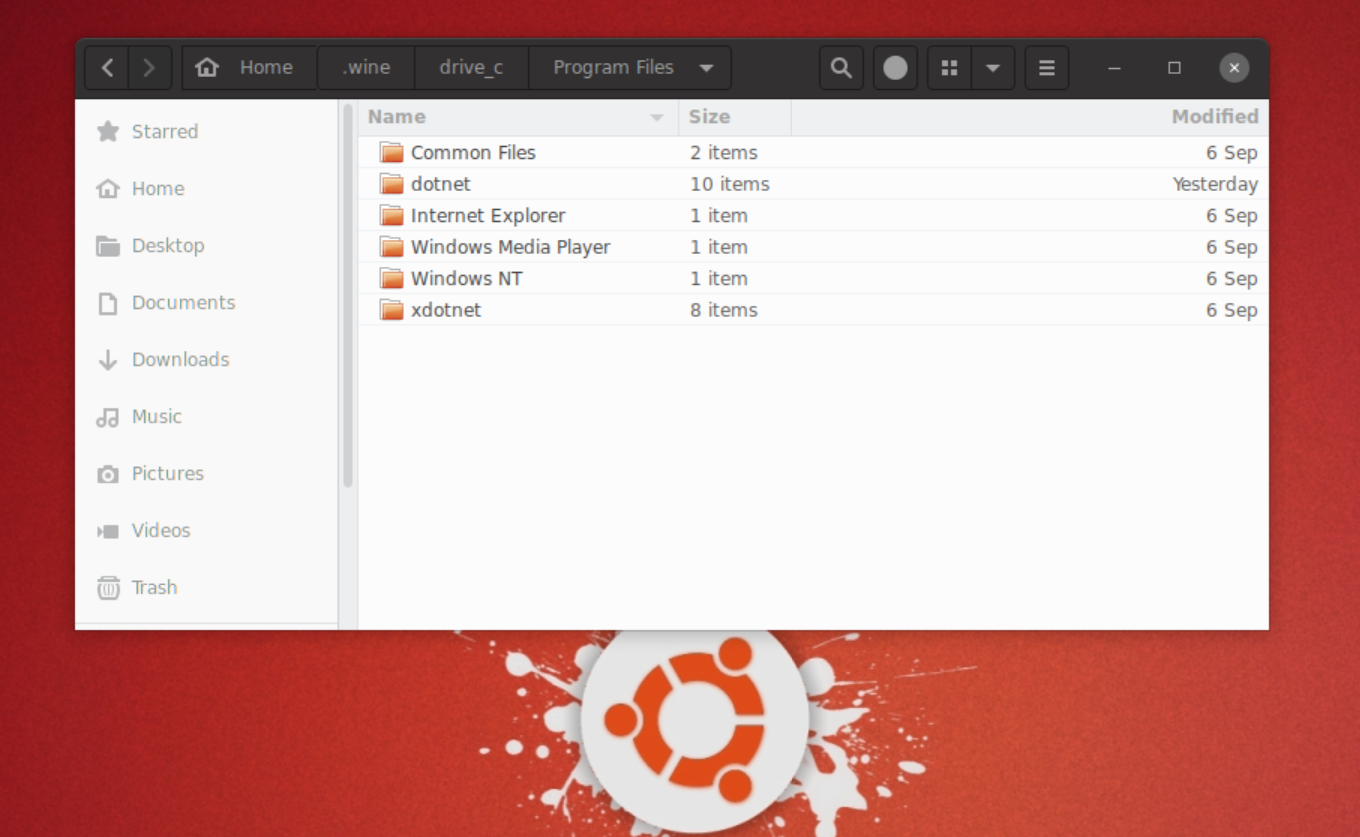 Home .wine drive_c Program Files
Name Size Modified
Starred
Home
Desktop
Documents
Downloads
Music
Pictures
Videos
Trash
Common Files 2 items 6 Sep
dotnet 10 items Yesterday
Internet Explorer 1 item 6 Sep
Windows Media Player 1 item 6 Sep
Windows NT 1 item 6 Sep
xdotnet 8 items 6 Sep